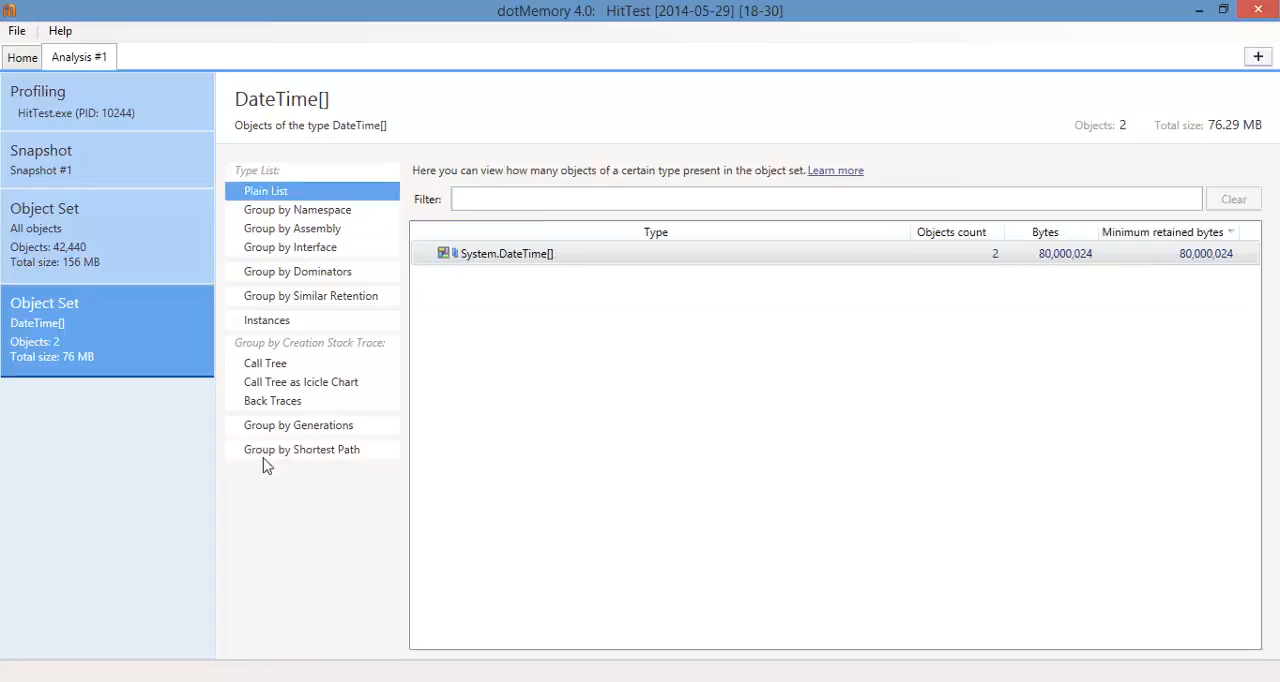 dotMemory 4.0: HitTest [2014-05-29] [18-30]
File Help
Home Analysis #1 +
Profiling
HitTest.exe (PID: 10244)
Snapshot
Snapshot #1
Object Set
All objects
Objects: 42,440
Total size: 156 MB
Object Set
DateTime[]
Objects: 2
Total size: 76 MB
DateTime[]
Objects of the type DateTime[]
Objects: 2 Total size: 76.29 MB
Type List:
Plain List
Group by Namespace
Group by Assembly
Group by Interface
Group by Dominators
Group by Similar Retention
Instances
Group by Creation Stack Trace:
Call Tree
Call Tree as Icicle Chart
Back Traces
Group by Generations
Group by Shortest Path
Here you can view how many objects of a certain type present in the object set. Learn more
Filter: Clear
Type Objects count Bytes Minimum retained bytes
System.DateTime[] 2 80,000,024 80,000,024